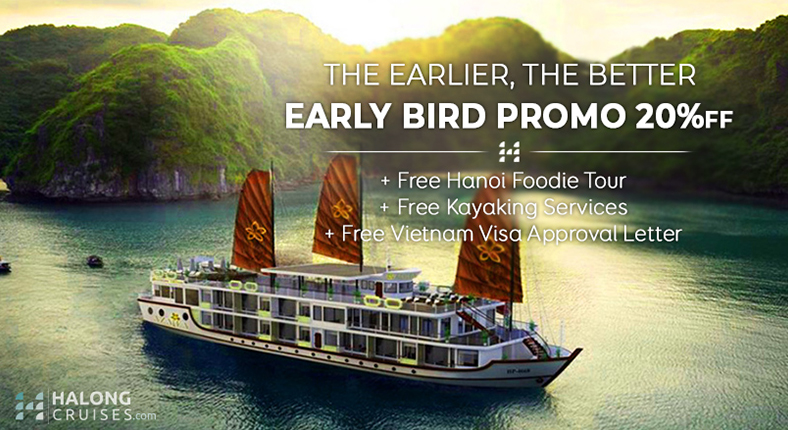 THE EARLIER, THE BETTER
EARLY BIRD PROMO 20%FF
+ Free Hanoi Foodie Tour
+ Free Kayaking Services
+ Free Vietnam Visa Approval Letter
HALONG
CRUISES.com